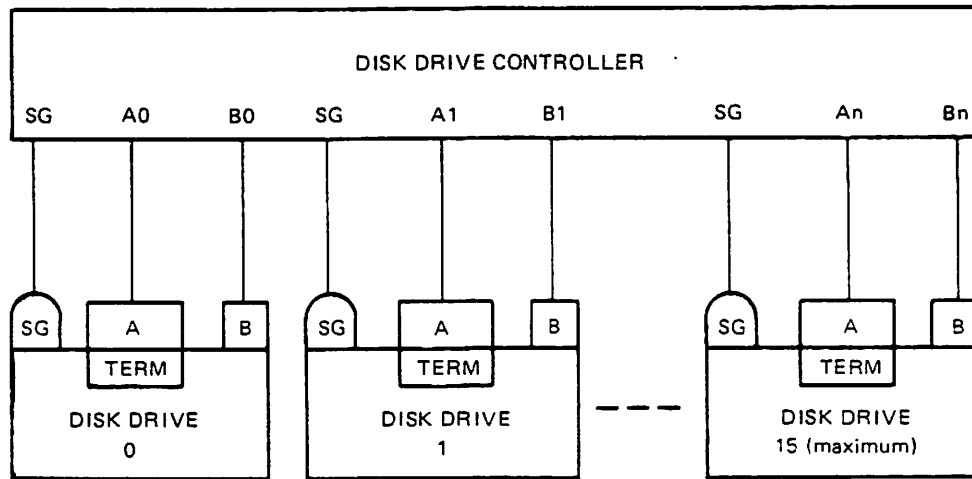 DISK DRIVE CONTROLLER
SG A0 B0 SG A1 B1 SG An Bn
SG A B SG A B SG A B
TERM TERM TERM
DISK DRIVE DISK DRIVE DISK DRIVE
0 1 15 (maximum)